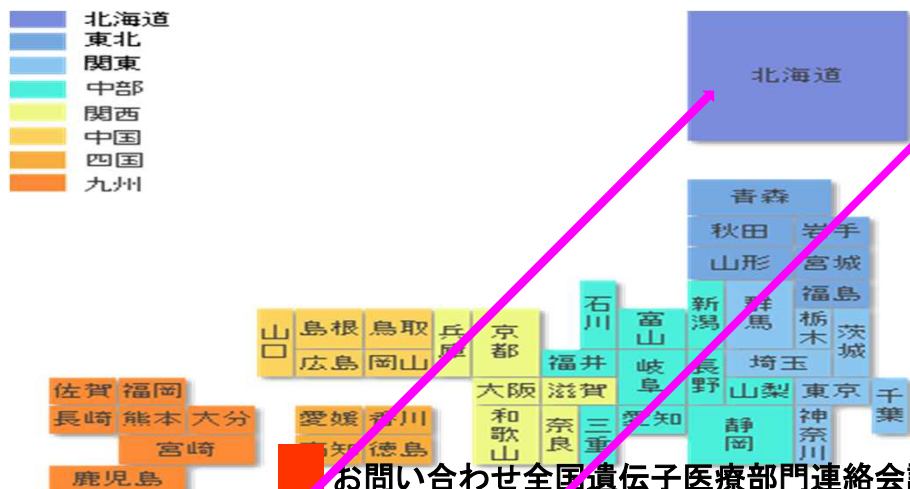 北海道
東北
関東
中部
関西
中国
四国
九州
北海道
青森
秋田 岩手
山形 宮城
福島
石川
富山
新潟
群馬
栃木
茨城
山口
島根 鳥取
兵庫
京都
広島 岡山
福井
岐阜
長野
埼玉
佐賀 福岡
大阪 滋賀
山梨 東京
千葉
長崎 熊本 大分
愛媛 香川
和歌山
奈良
三重
愛知
静岡
神奈川
宮崎
高知 徳島
鹿児島
お問い合わせ全国遺伝子医療部門連絡会